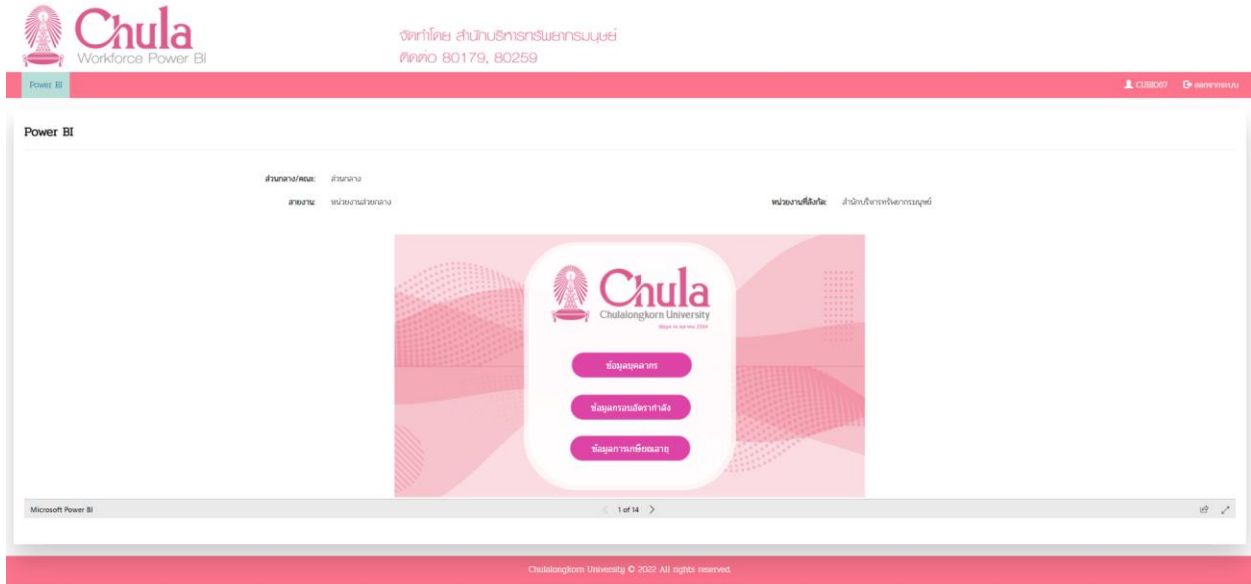 Chula
Workforce Power BI
จัดทำโดย สำนักบริหารทรัพยากรมนุษย์
ติดต่อ 80179, 80259
Power BI
ออกจากระบบ
Power BI
ส่วนกลาง/คณะ: ส่วนกลาง
สายงาน: หน่วยงานส่วนกลาง
หน่วยงานที่สังกัด: สำนักบริหารทรัพยากรมนุษย์
Chula
Chulalongkorn University
ข้อมูลบุคลากร
ข้อมูลกรอบอัตรากำลัง
ข้อมูลการเกษียณอายุ
Microsoft Power BI
1 of 14
Chulalongkorn University © 2022 All rights reserved.